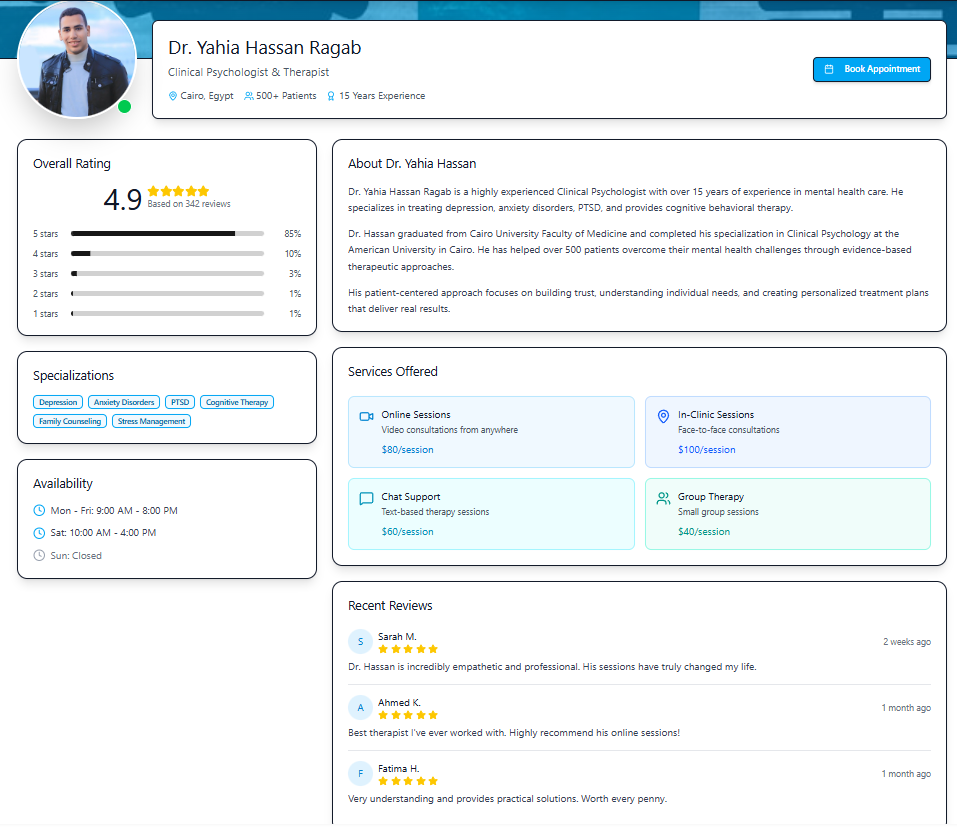 Dr. Yahia Hassan Ragab
Clinical Psychologist & Therapist
Cairo, Egypt
500+ Patients
15 Years Experience
Book Appointment
Overall Rating
4.9
Based on 342 reviews
5 stars 85%
4 stars 10%
3 stars 3%
2 stars 1%
1 stars 1%
Specializations
Depression
Anxiety Disorders
PTSD
Cognitive Therapy
Family Counseling
Stress Management
Availability
Mon - Fri: 9:00 AM - 8:00 PM
Sat: 10:00 AM - 4:00 PM
Sun: Closed
About Dr. Yahia Hassan
Dr. Yahia Hassan Ragab is a highly experienced Clinical Psychologist with over 15 years of experience in mental health care. He
specializes in treating depression, anxiety disorders, PTSD, and provides cognitive behavioral therapy.
Dr. Hassan graduated from Cairo University Faculty of Medicine and completed his specialization in Clinical Psychology at the
American University in Cairo. He has helped over 500 patients overcome their mental health challenges through evidence-based
therapeutic approaches.
His patient-centered approach focuses on building trust, understanding individual needs, and creating personalized treatment plans
that deliver real results.
Services Offered
Online Sessions
Video consultations from anywhere
$80/session
In-Clinic Sessions
Face-to-face consultations
$100/session
Chat Support
Text-based therapy sessions
$60/session
Group Therapy
Small group sessions
$40/session
Recent Reviews
S
Sarah M.
2 weeks ago
Dr. Hassan is incredibly empathetic and professional. His sessions have truly changed my life.
A
Ahmed K.
1 month ago
Best therapist I've ever worked with. Highly recommend his online sessions!
F
Fatima H.
1 month ago
Very understanding and provides practical solutions. Worth every penny.